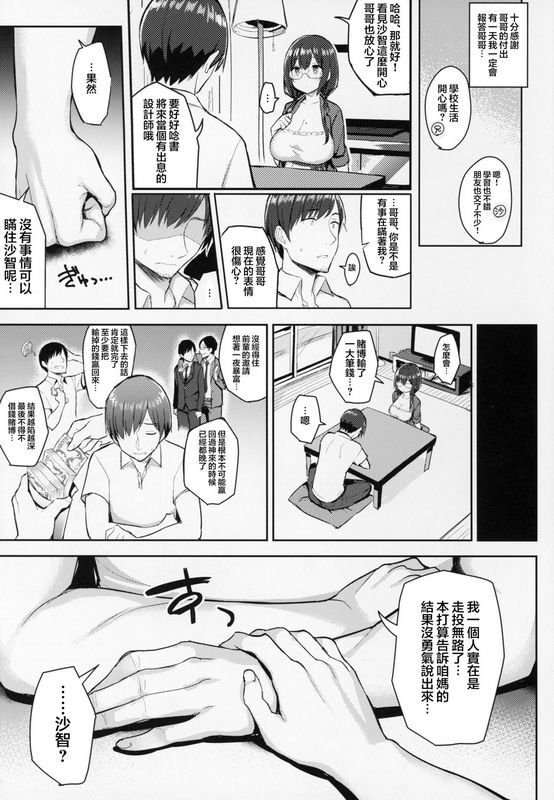 十分感謝
哥哥的付出
有一天我一定會
報答哥哥…
學校生活
開心嗎?
兄
嗯!
學習也不錯
朋友也交了不少!
沙
哈哈、那就好!
看見沙智這麼開心
哥哥也放心了
要好好唸書
將來當個有出息的
設計師哦
…哥哥、你是不是
有事在瞞著我?
誒
感覺哥哥
現在的表情
很傷心?
…果然
沒有事情可以
瞞住沙智呢…
ぎゅっ…
怎麼會…
賭博輸了
一大筆錢?
…嗯
沒經得住
前輩的邀請
想著一夜暴富…
這樣下去的話
肯定就完了
至少要把
輸掉的錢贏回來…
但是根本不可能贏
回過神來的時候
已經都晚了
結果越陷越深
最後不得不
借錢賭博…
我一個人實在是
走投無路了…
本打算告訴咱媽的
結果沒勇氣說出來…
すっ
……沙智?